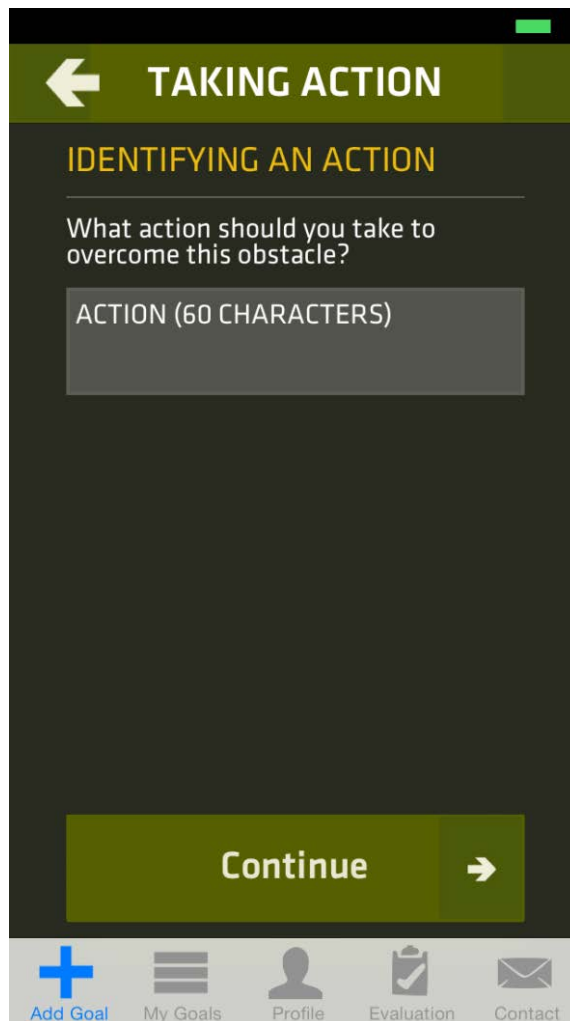 TAKING ACTION
IDENTIFYING AN ACTION
What action should you take to
overcome this obstacle?
ACTION (60 CHARACTERS)
Continue
Add Goal My Goals Profile Evaluation Contact